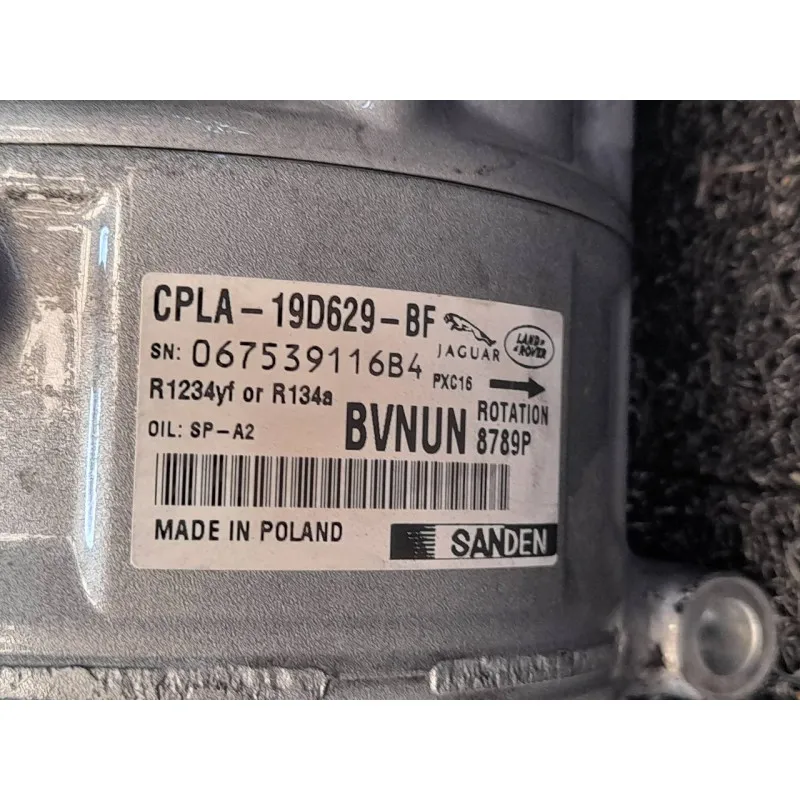 CPLA-19D629-BF
JAGUAR
LAND ROVER
SN: 067539116B4 PXC16
R1234yf or R134a
ROTATION
OIL: SP-A2 BVNUN 8789P
MADE IN POLAND SANDEN